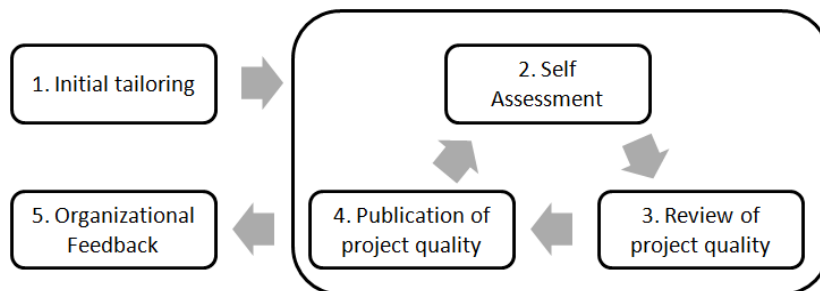 1. Initial tailoring
2. Self
Assessment
3. Review of
project quality
4. Publication of
project quality
5. Organizational
Feedback